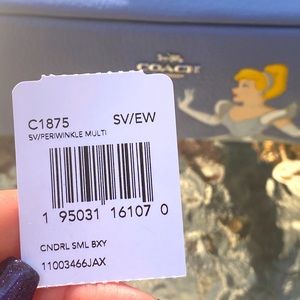 COACH
C1875 SV/EW
SV/PERIWINKLE MULTI
1 95031 16107 0
CNDRL SML BXY
11003466JAX